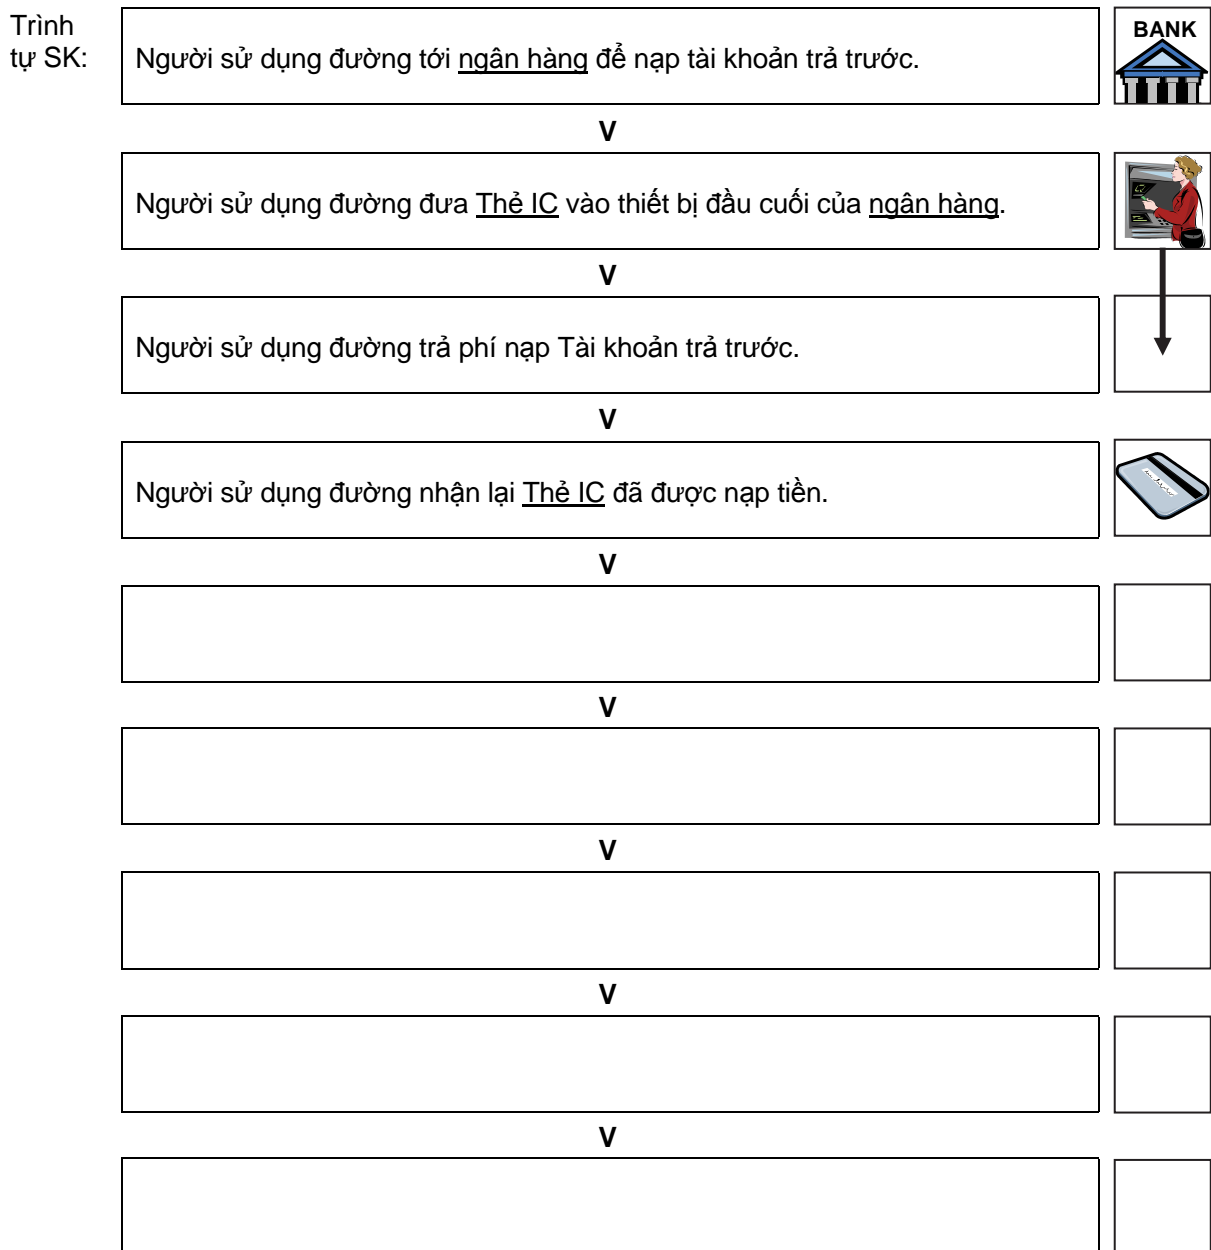 Trình
tự SK:
Người sử dụng đường tới ngân hàng để nạp tài khoản trả trước.
BANK
V
Người sử dụng đường đưa Thẻ IC vào thiết bị đầu cuối của ngân hàng.
V
Người sử dụng đường trả phí nạp Tài khoản trả trước.
V
Người sử dụng đường nhận lại Thẻ IC đã được nạp tiền.
V
V
V
V
V